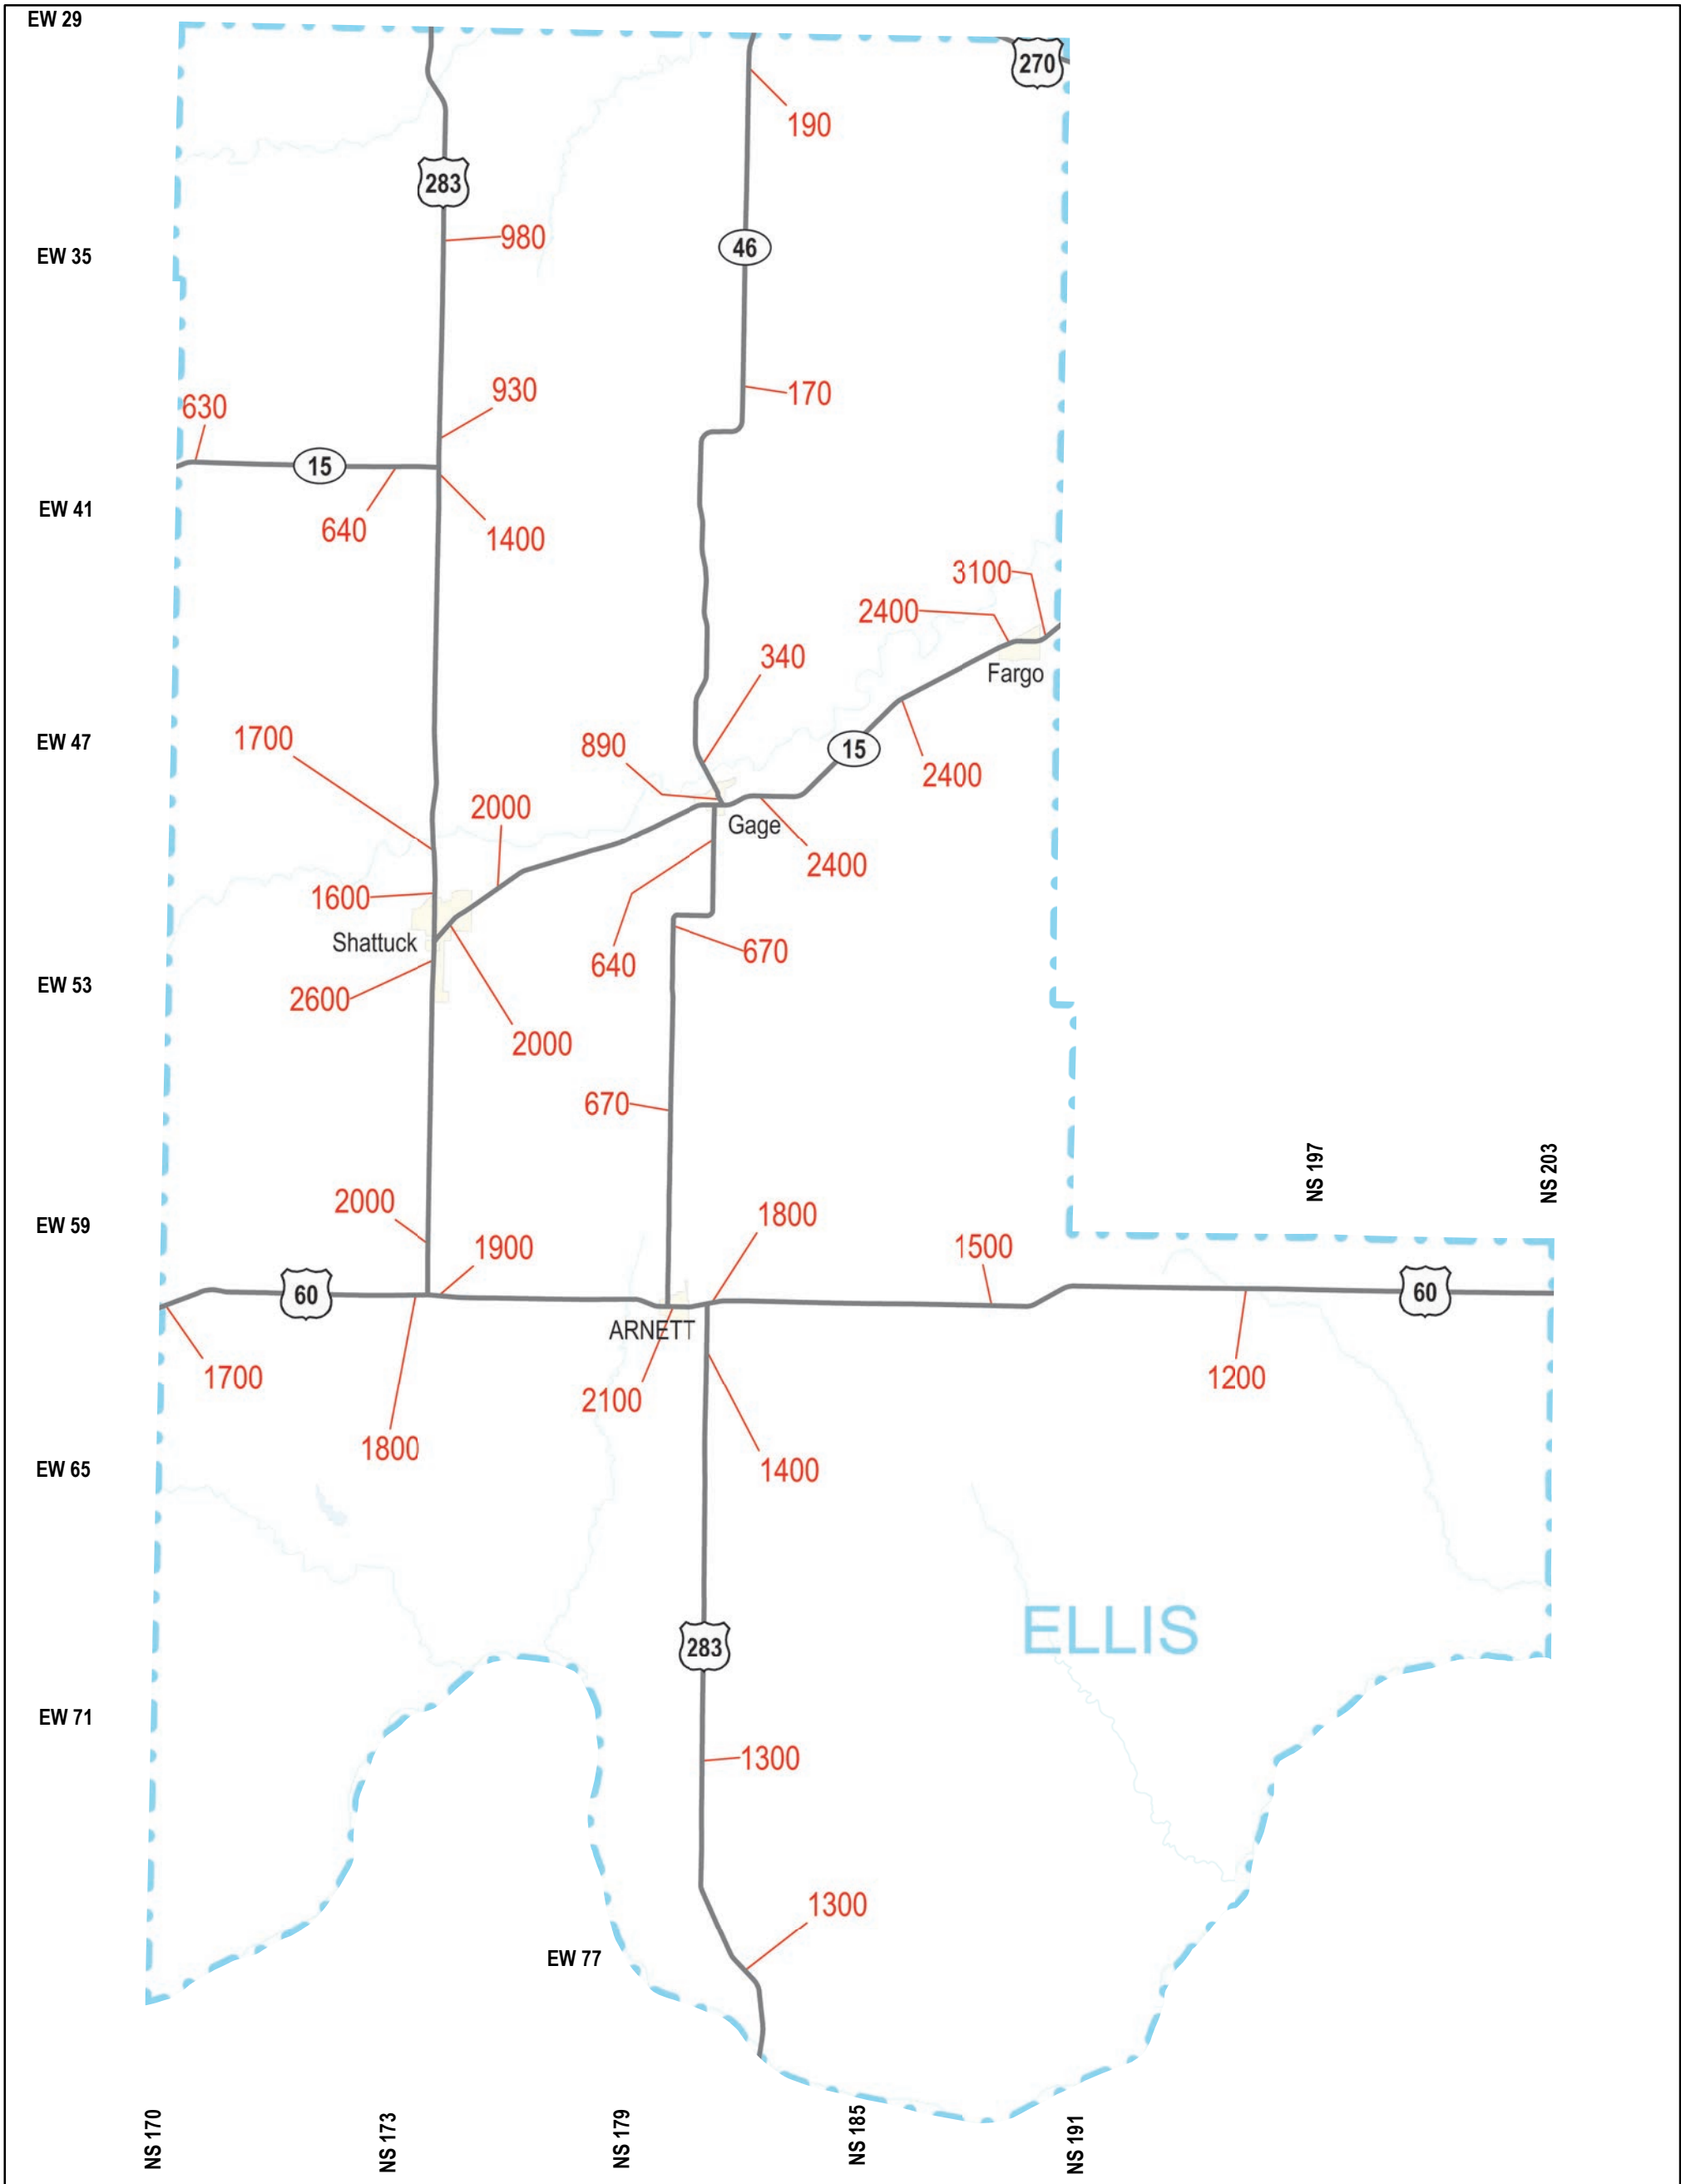 EW 29
270
190
283
980
46
EW 35
930
170
630
15
EW 41
640
1400
3100
2400
340
Fargo
1700
890
15
EW 47
2400
2000
Gage
2400
1600
Shattuck
670
640
EW 53
2600
2000
670
NS 197
NS 203
2000
1800
EW 59
1900
1500
60
60
ARNETT
1700
1200
2100
1800
EW 65
1400
ELLIS
283
EW 71
1300
1300
EW 77
NS 170
NS 173
NS 179
NS 185
NS 191